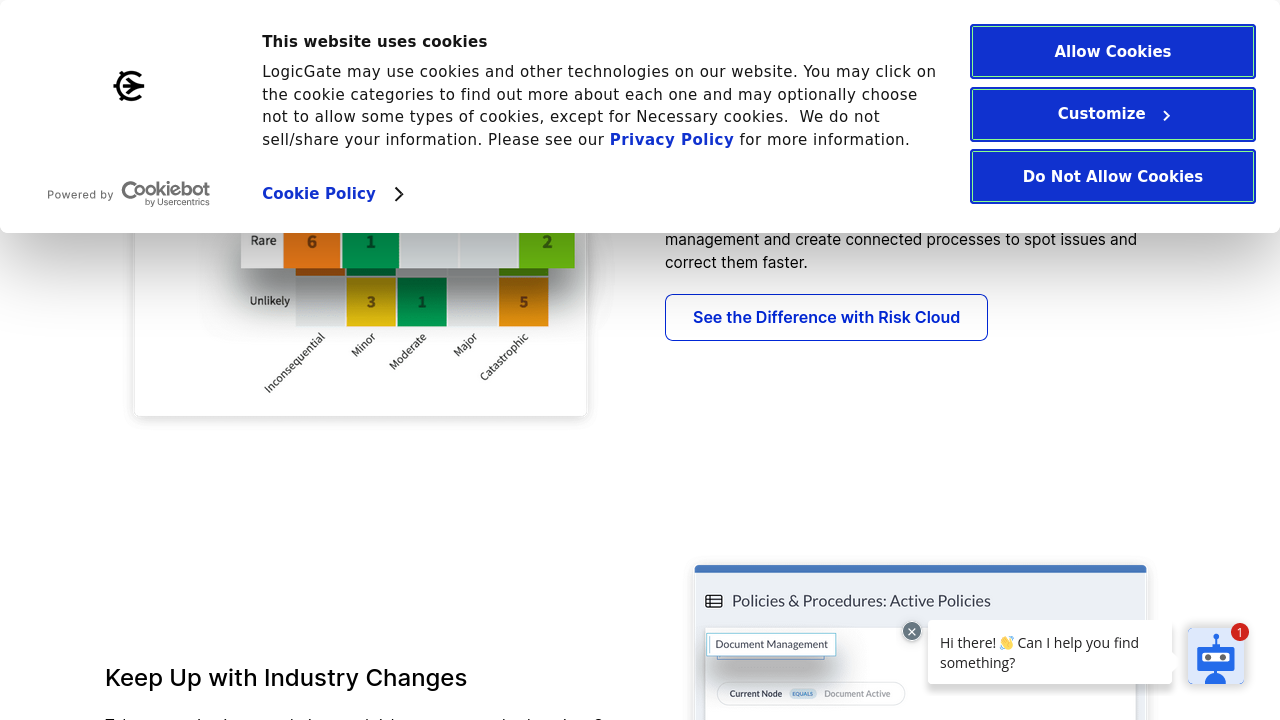 This website uses cookies
LogicGate may use cookies and other technologies on our website. You may click on
the cookie categories to find out more about each one and may optionally choose
not to allow some types of cookies, except for Necessary cookies.  We do not
sell/share your information. Please see our Privacy Policy for more information.
Cookie Policy
Powered by Cookiebot
by Usercentrics
Allow Cookies
Customize
Do Not Allow Cookies
Rare 6 1 2
Unlikely 3 1 5
Inconsequential Minor Moderate Major Catastrophic
management and create connected processes to spot issues and
correct them faster.
See the Difference with Risk Cloud
Keep Up with Industry Changes
Policies & Procedures: Active Policies
Document Management
Current Node EQUALS Document Active
Hi there! 👋 Can I help you find
something?
1